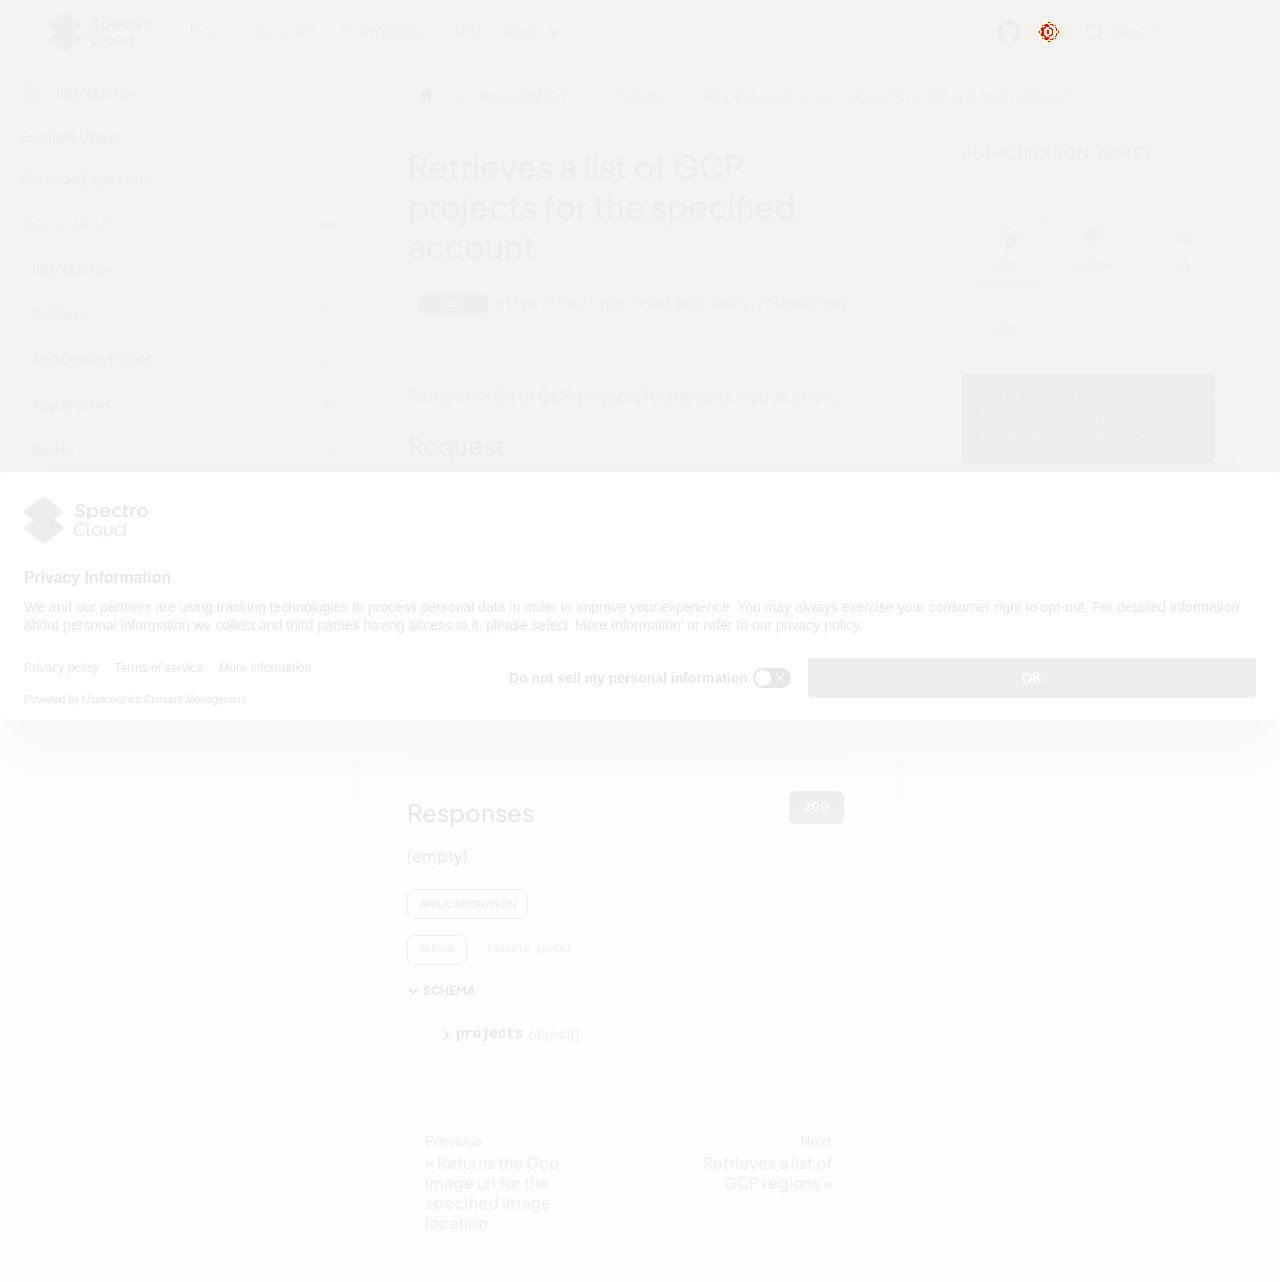 Spectro
Cloud
Docs
Tutorials
Downloads
API
latest
Search
Introduction
Example Usage
Postman Collection
Palette API V1
Introduction
Api Keys
App Deployments
App Profiles
Audits
Palette API V1
Clouds
Retrieves a list of GCP projects for the specified account
Retrieves a list of GCP
projects for the specified
account
GET
https://api.spectrocloud.com/v1/clouds/gcp
Retrieves a list of GCP projects for the specified account
Request
AUTHORIZATION: APIKEY
CURL
PYTHON
GO
CURL
Spectro
Cloud
Privacy Information
We and our partners are using tracking technologies to process personal data in order to improve your experience. You may always exercise your consumer right to opt-out. For detailed information
about personal information we collect and third parties having access to it, please select ‘More Information’ or refer to our privacy policy.
Privacy policy
Terms of service
More Information
Powered by Usercentrics Consent Management
Do not sell my personal information
OK
Responses
200
(empty)
APPLICATION/JSON
Schema
Example (auto)
SCHEMA
projects object[]
Previous
« Returns the Gcp
image url for the
specified image
location
Next
Retrieves a list of
GCP regions »